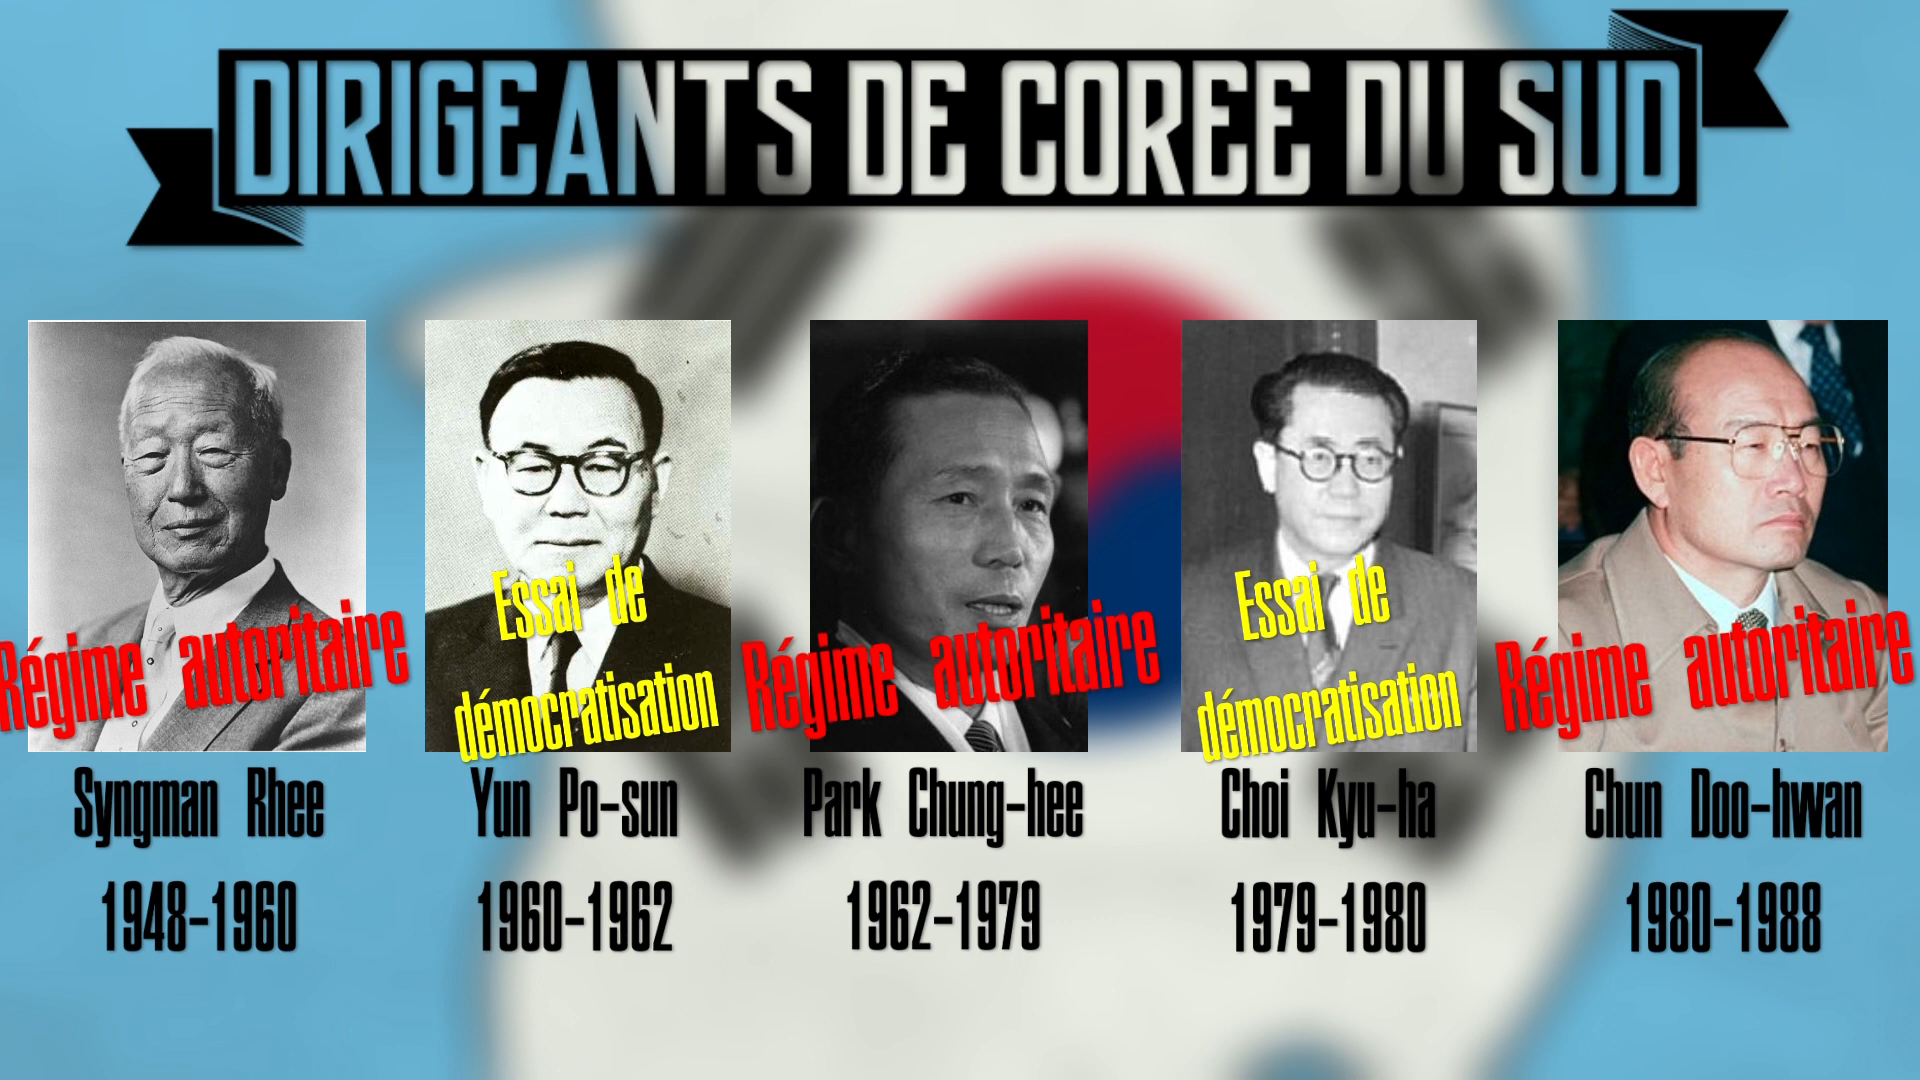 DIRIGEANTS DE COREE DU SUD
Régime autoritaire
Essai de
démocratisation
Régime autoritaire
Essai de
démocratisation
Régime autoritaire
Syngman Rhee
Yun Po-sun
Park Chung-hee
Choi Kyu-ha
Chun Doo-hwan
1948-1960
1960-1962
1962-1979
1979-1980
1980-1988